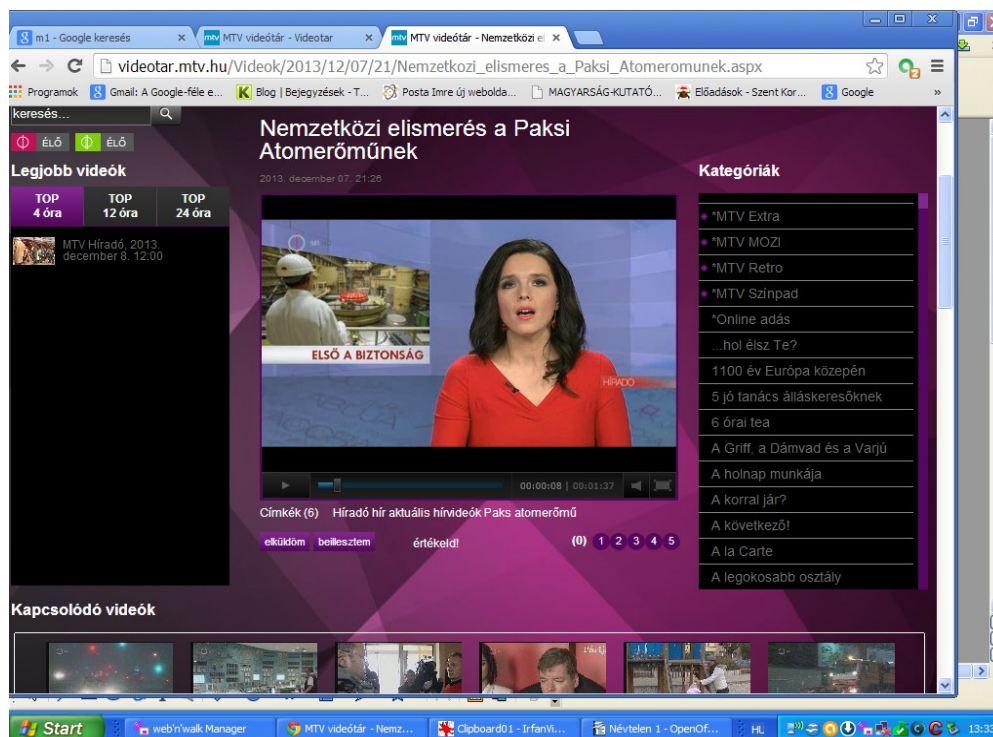 m1 - Google keresés
MTV videótár - Videotar
MTV videótár - Nemzetközi el
videotar.mtv.hu/Videok/2013/12/07/21/Nemzetkozi_elismeres_a_Paksi_Atomeromunek.aspx
Programok
Gmail: A Google-féle e...
Blog | Bejegyzések - T...
Posta Imre új webolda...
MAGYARSÁG-KUTATÓ...
Előadások - Szent Kor...
Google
»
keresés...
ÉLŐ
ÉLŐ
Legjobb videók
TOP 4 óra
TOP 12 óra
TOP 24 óra
MTV Híradó, 2013.
december 8. 12:00
Nemzetközi elismerés a Paksi
Atomerőműnek
2013. december 07. 21:26
ELSŐ A BIZTONSÁG
HÍRADÓ
00:00:08 | 00:01:37
Címkék (6) Híradó hír aktuális hírvideók Paks atomerőmű
elküldöm
beillesztem
értékeld!
(0) 1 2 3 4 5
Kategóriák
*MTV Extra
*MTV MOZI
*MTV Retro
*MTV Színpad
*Online adás
...hol élsz Te?
1100 év Európa közepén
5 jó tanács álláskeresőknek
6 órai tea
A Griff, a Dámvad és a Varjú
A holnap munkája
A korral jár?
A következő!
A la Carte
A legokosabb osztály
Kapcsolódó videók
Start
web'n'walk Manager
MTV videótár - Nemz...
Clipboard01 - IrfanVi...
Névtelen 1 - OpenOf...
HU
13:33